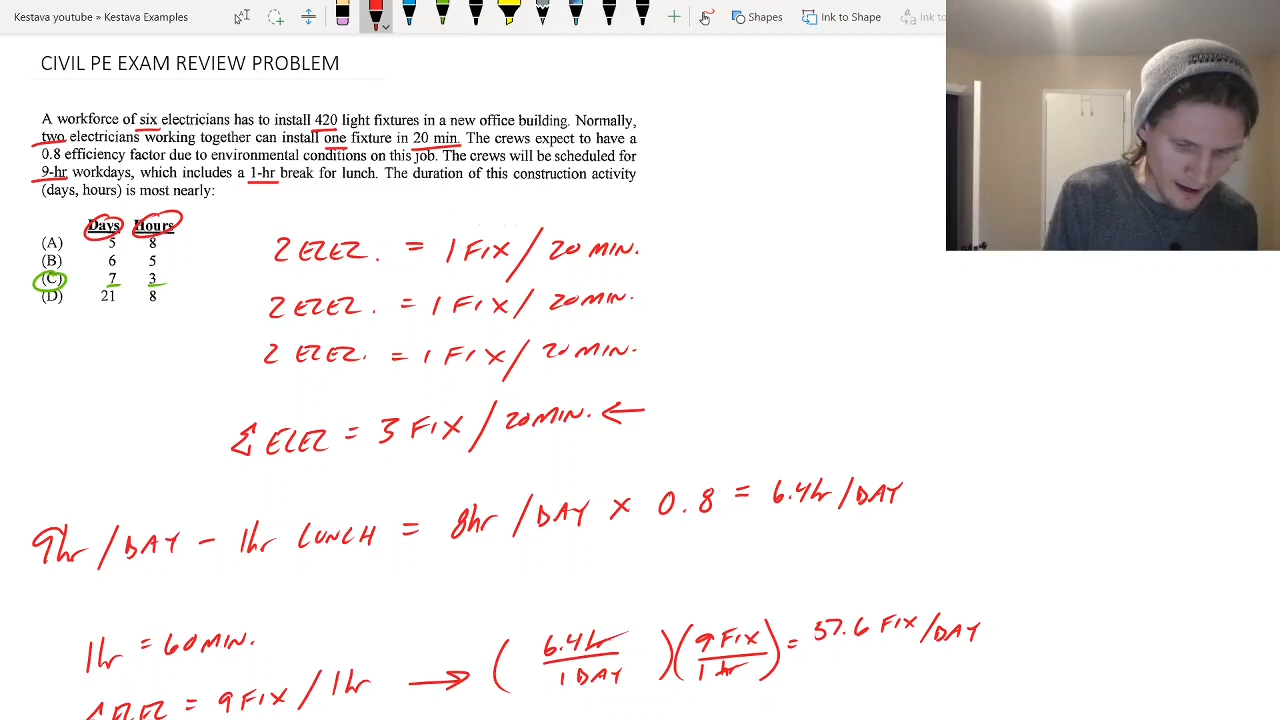 Kestava youtube » Kestava Examples
Shapes
Ink to Shape
Ink to
CIVIL PE EXAM REVIEW PROBLEM
A workforce of six electricians has to install 420 light fixtures in a new office building. Normally,
two electricians working together can install one fixture in 20 min. The crews expect to have a
0.8 efficiency factor due to environmental conditions on this job. The crews will be scheduled for
9-hr workdays, which includes a 1-hr break for lunch. The duration of this construction activity
(days, hours) is most nearly:
Days Hours
(A) 5 8
(B) 6 5
(C) 7 3
(D) 21 8
2 ELEC. = 1 FIX / 20 MIN.
2 ELEC. = 1 FIX / 20 MIN.
2 ELEC. = 1 FIX / 20 MIN.
Σ ELEC = 3 FIX / 20 MIN. ←
9hr / DAY - 1hr LUNCH = 8hr / DAY × 0.8 = 6.4hr / DAY
1hr = 60 MIN.
Σ ELEC = 9 FIX / 1hr → (6.4hr / 1 DAY)(9 FIX / 1hr) = 57.6 FIX / DAY